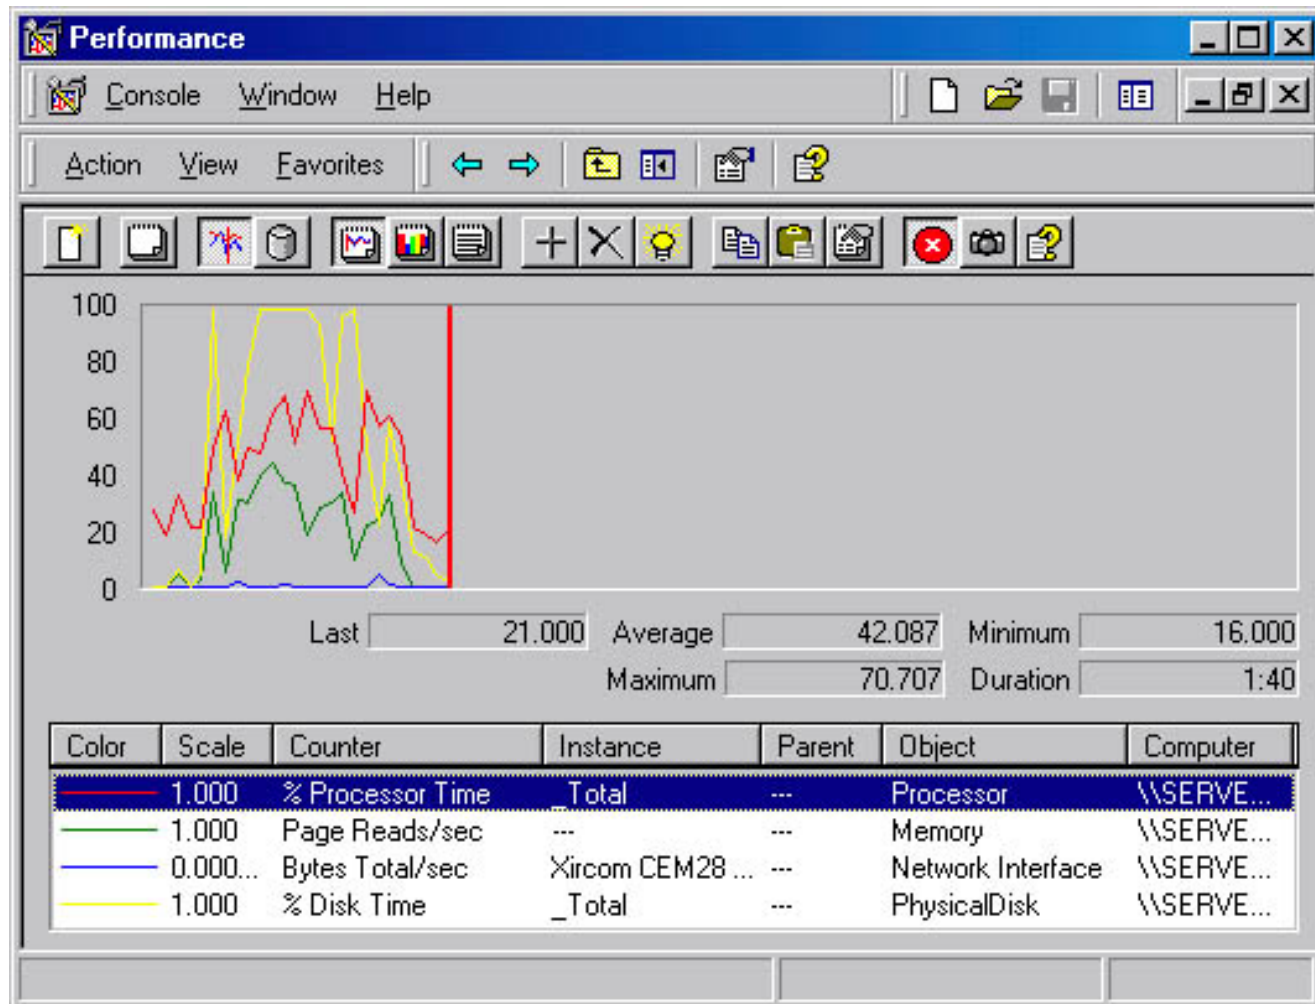 Performance
Console Window Help
Action View Favorites
100
80
60
40
20
0
Last 21.000 Average 42.087 Minimum 16.000
Maximum 70.707 Duration 1:40
Color Scale Counter Instance Parent Object Computer
1.000 % Processor Time _Total --- Processor \\SERVE...
1.000 Page Reads/sec --- --- Memory \\SERVE...
0.000... Bytes Total/sec Xircom CEM28 ... --- Network Interface \\SERVE...
1.000 % Disk Time _Total --- PhysicalDisk \\SERVE...